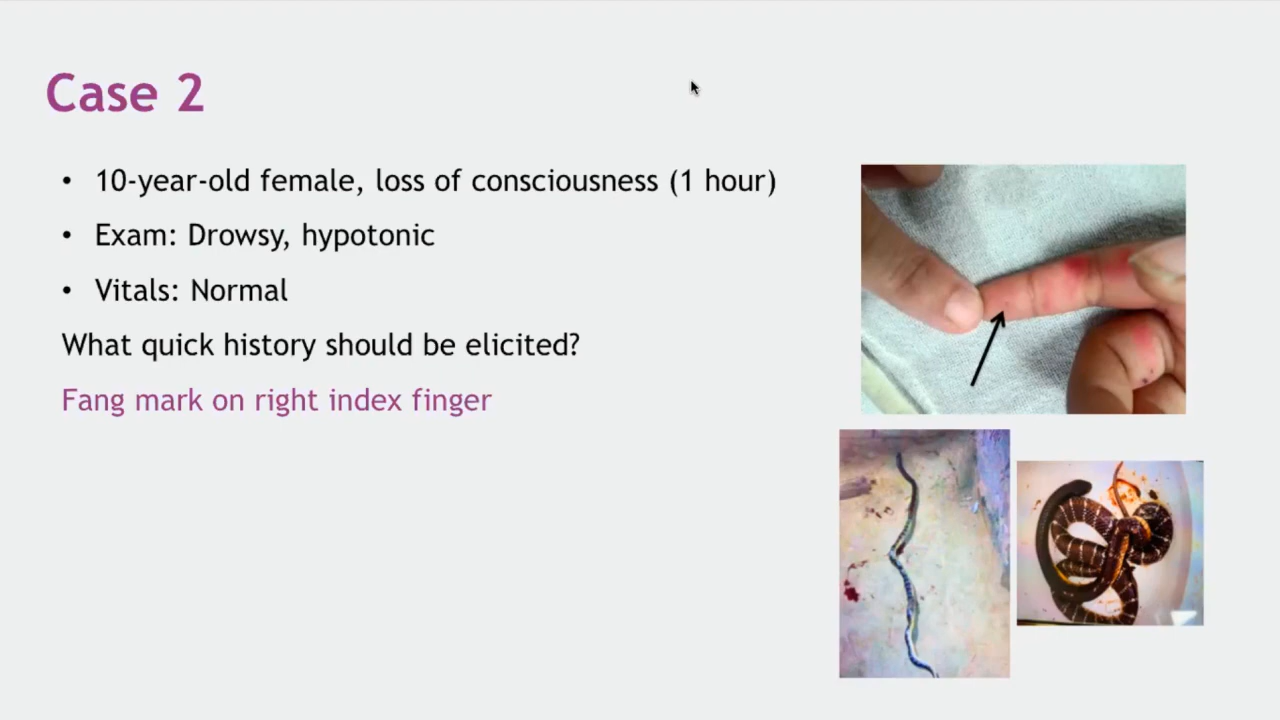 Case 2
• 10-year-old female, loss of consciousness (1 hour)
• Exam: Drowsy, hypotonic
• Vitals: Normal
What quick history should be elicited?
Fang mark on right index finger